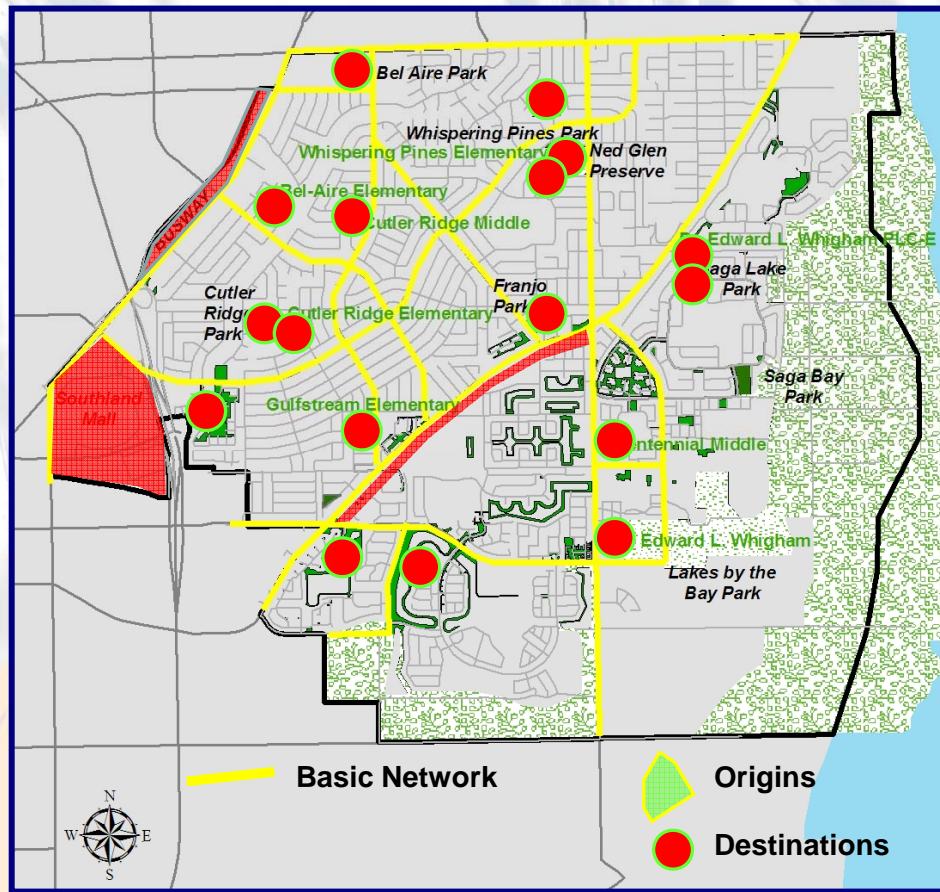 Bel Aire Park
Whispering Pines Park
Whispering Pines Elementary
Ned Glen
Preserve
BUSWAY
Bel-Aire Elementary
Cutler Ridge Middle
Edward L. Whigham PLC-E
Saga Lake
Park
Cutler
Ridge
Park
Cutler Ridge Elementary
Franjo
Park
Saga Bay
Park
Southland
Mall
Gulfstream Elementary
Centennial Middle
Edward L. Whigham
Lakes by the
Bay Park
Basic Network
Origins
Destinations
N
W
E
S